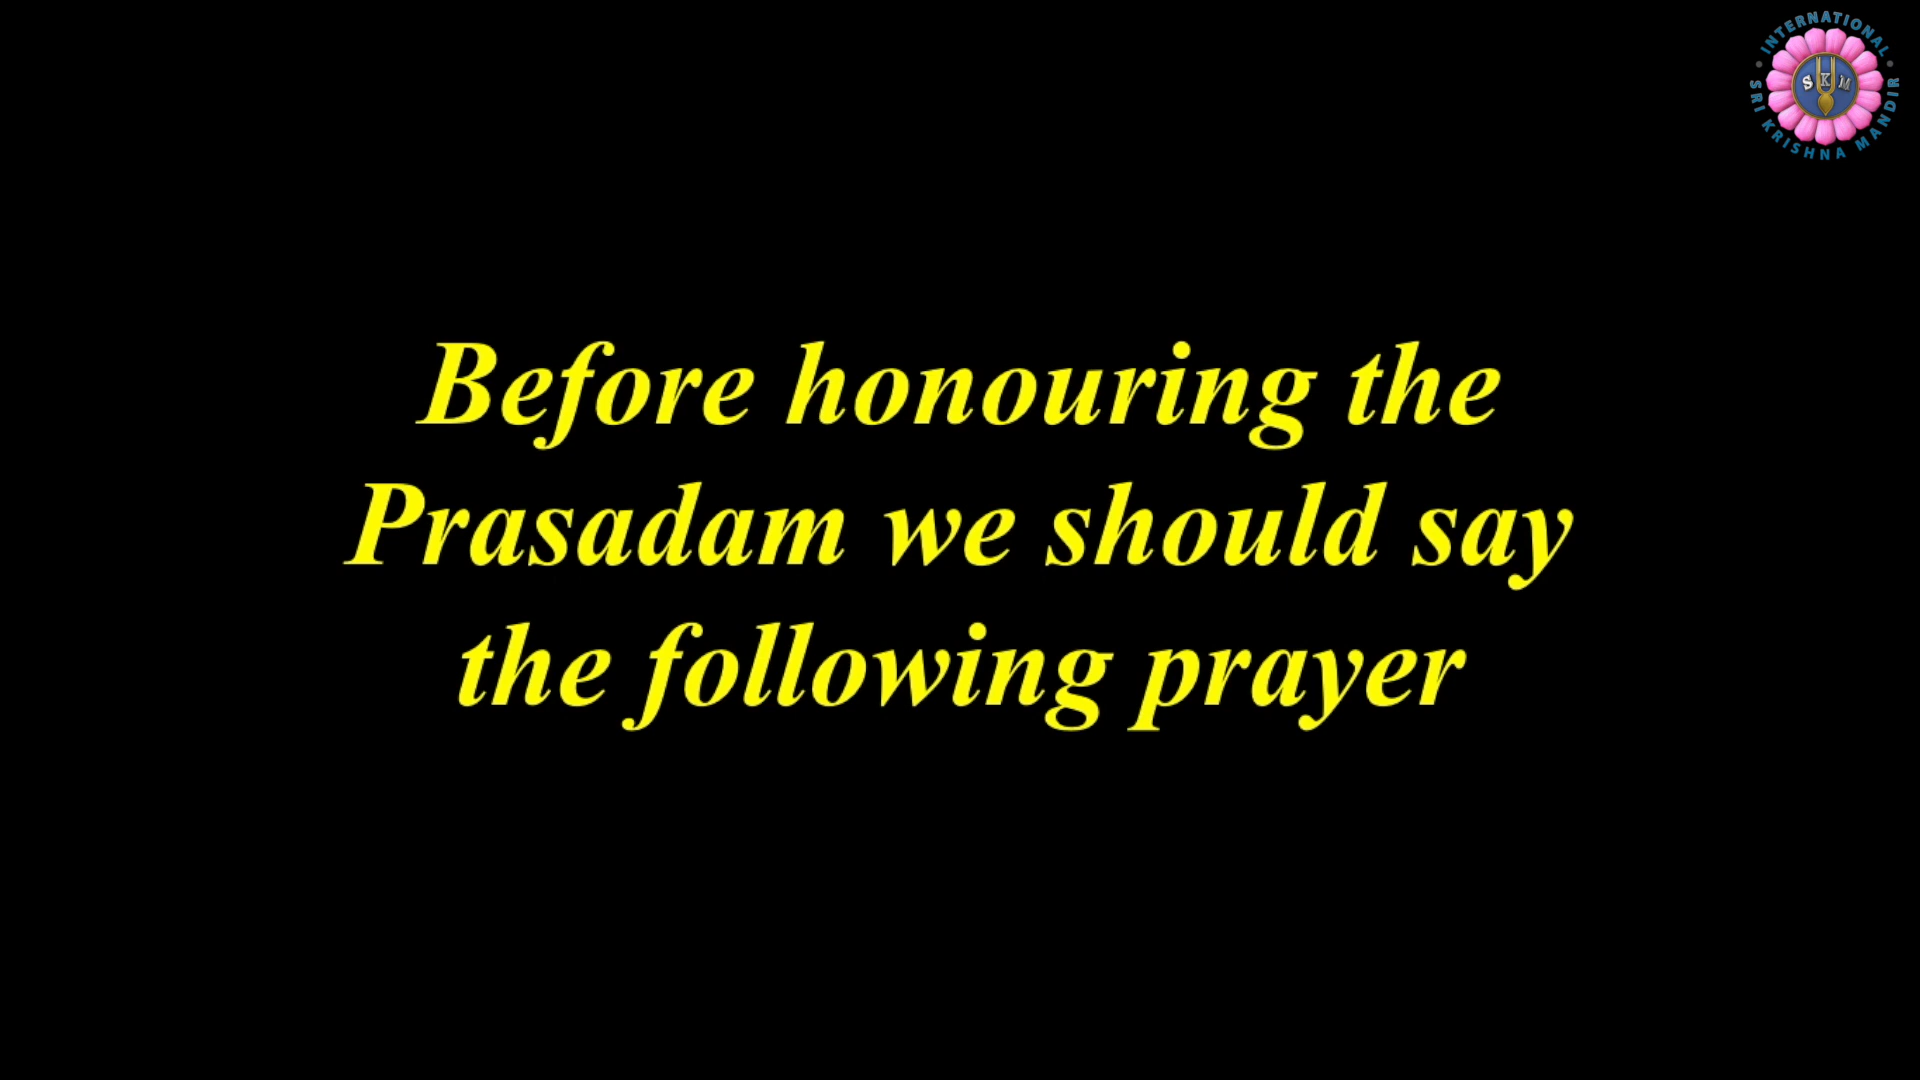 INTERNATIONAL
SRI KRISHNA MANDIR
SKM
Before honouring the
Prasadam we should say
the following prayer